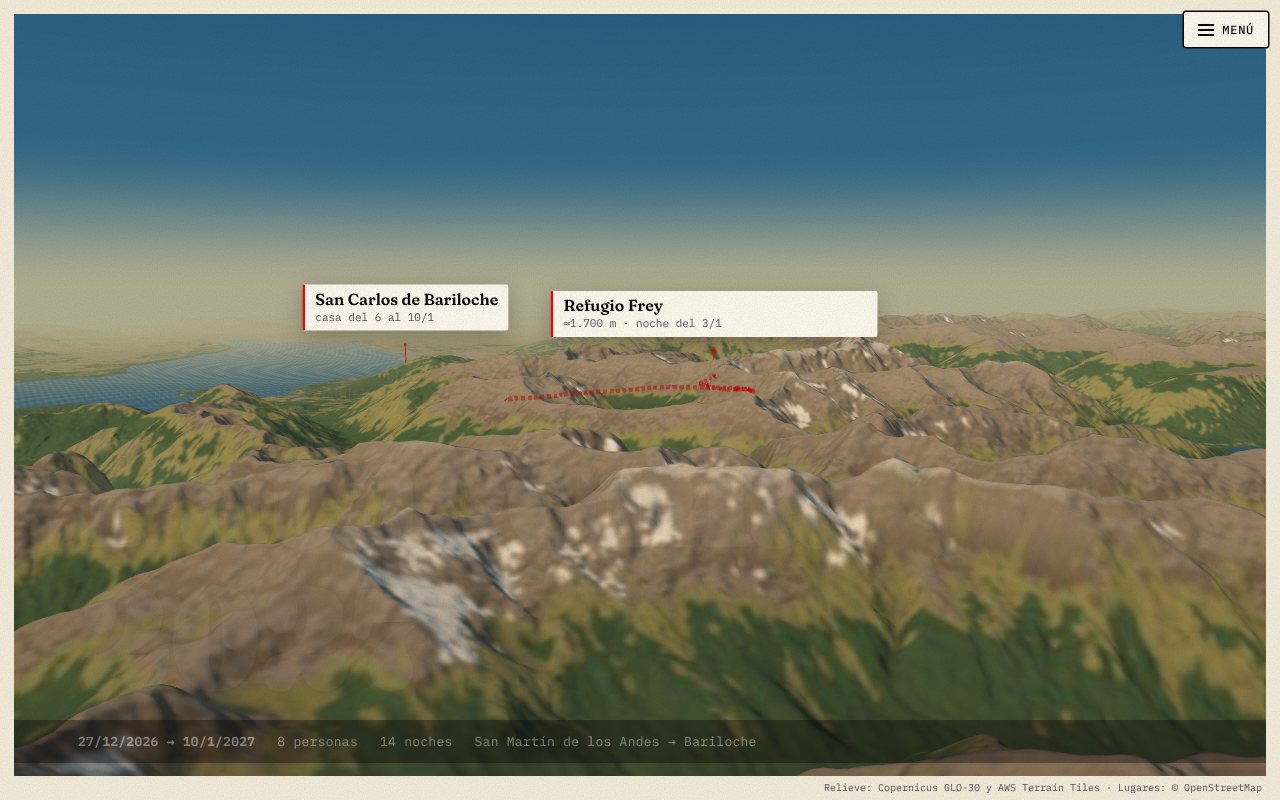 MENÚ
San Carlos de Bariloche
casa del 6 al 10/1
Refugio Frey
≈1.700 m · noche del 3/1
27/12/2026 → 10/1/2027 8 personas 14 noches San Martín de los Andes → Bariloche
Relieve: Copernicus GLO-30 y AWS Terrain Tiles · Lugares: © OpenStreetMap